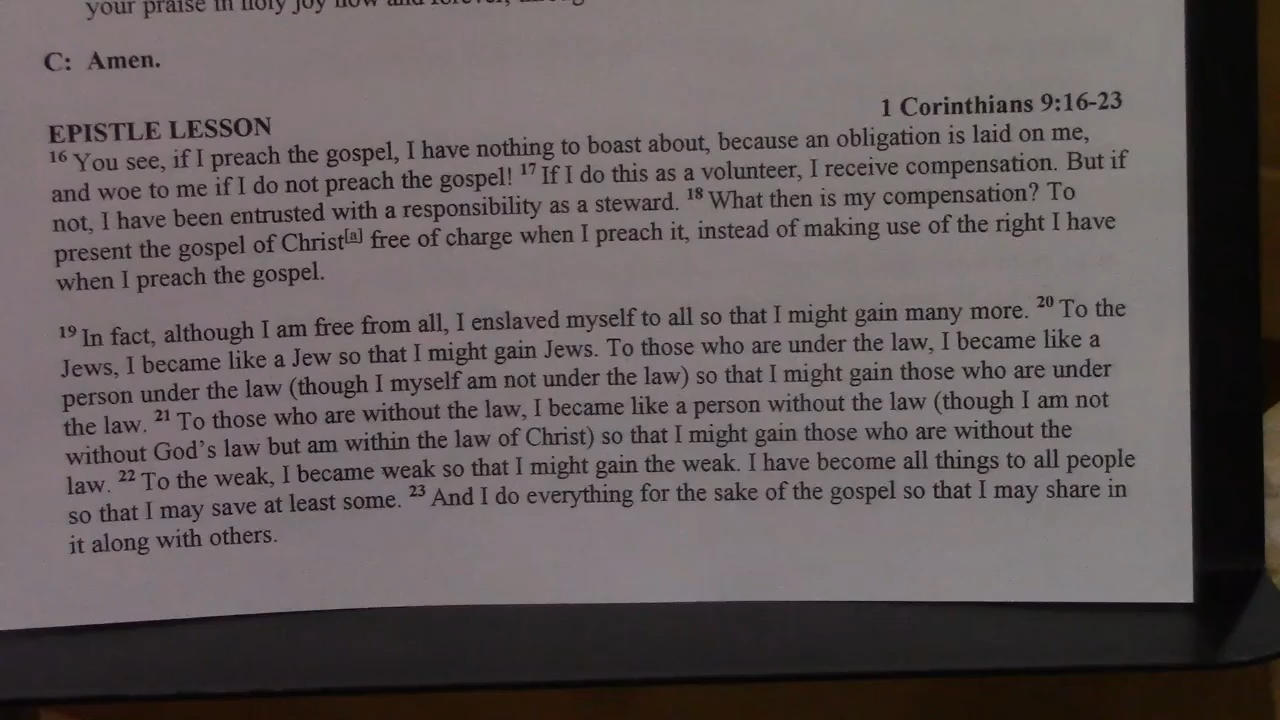 your praise in holy joy now and forever,
C: Amen.
1 Corinthians 9:16-23
EPISTLE LESSON
16 You see, if I preach the gospel, I have nothing to boast about, because an obligation is laid on me,
and woe to me if I do not preach the gospel! 17 If I do this as a volunteer, I receive compensation. But if
not, I have been entrusted with a responsibility as a steward. 18 What then is my compensation? To
present the gospel of Christ[a] free of charge when I preach it, instead of making use of the right I have
when I preach the gospel.
19 In fact, although I am free from all, I enslaved myself to all so that I might gain many more. 20 To the
Jews, I became like a Jew so that I might gain Jews. To those who are under the law, I became like a
person under the law (though I myself am not under the law) so that I might gain those who are under
the law. 21 To those who are without the law, I became like a person without the law (though I am not
without God's law but am within the law of Christ) so that I might gain those who are without the
law. 22 To the weak, I became weak so that I might gain the weak. I have become all things to all people
so that I may save at least some. 23 And I do everything for the sake of the gospel so that I may share in
it along with others.